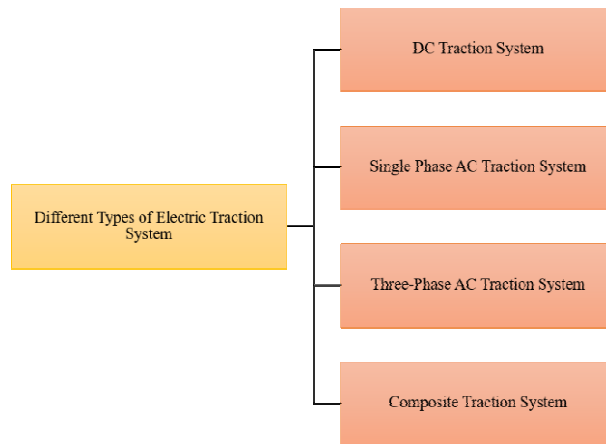 DC Traction System
Single Phase AC Traction System
Different Types of Electric Traction
System
Three-Phase AC Traction System
Composite Traction System